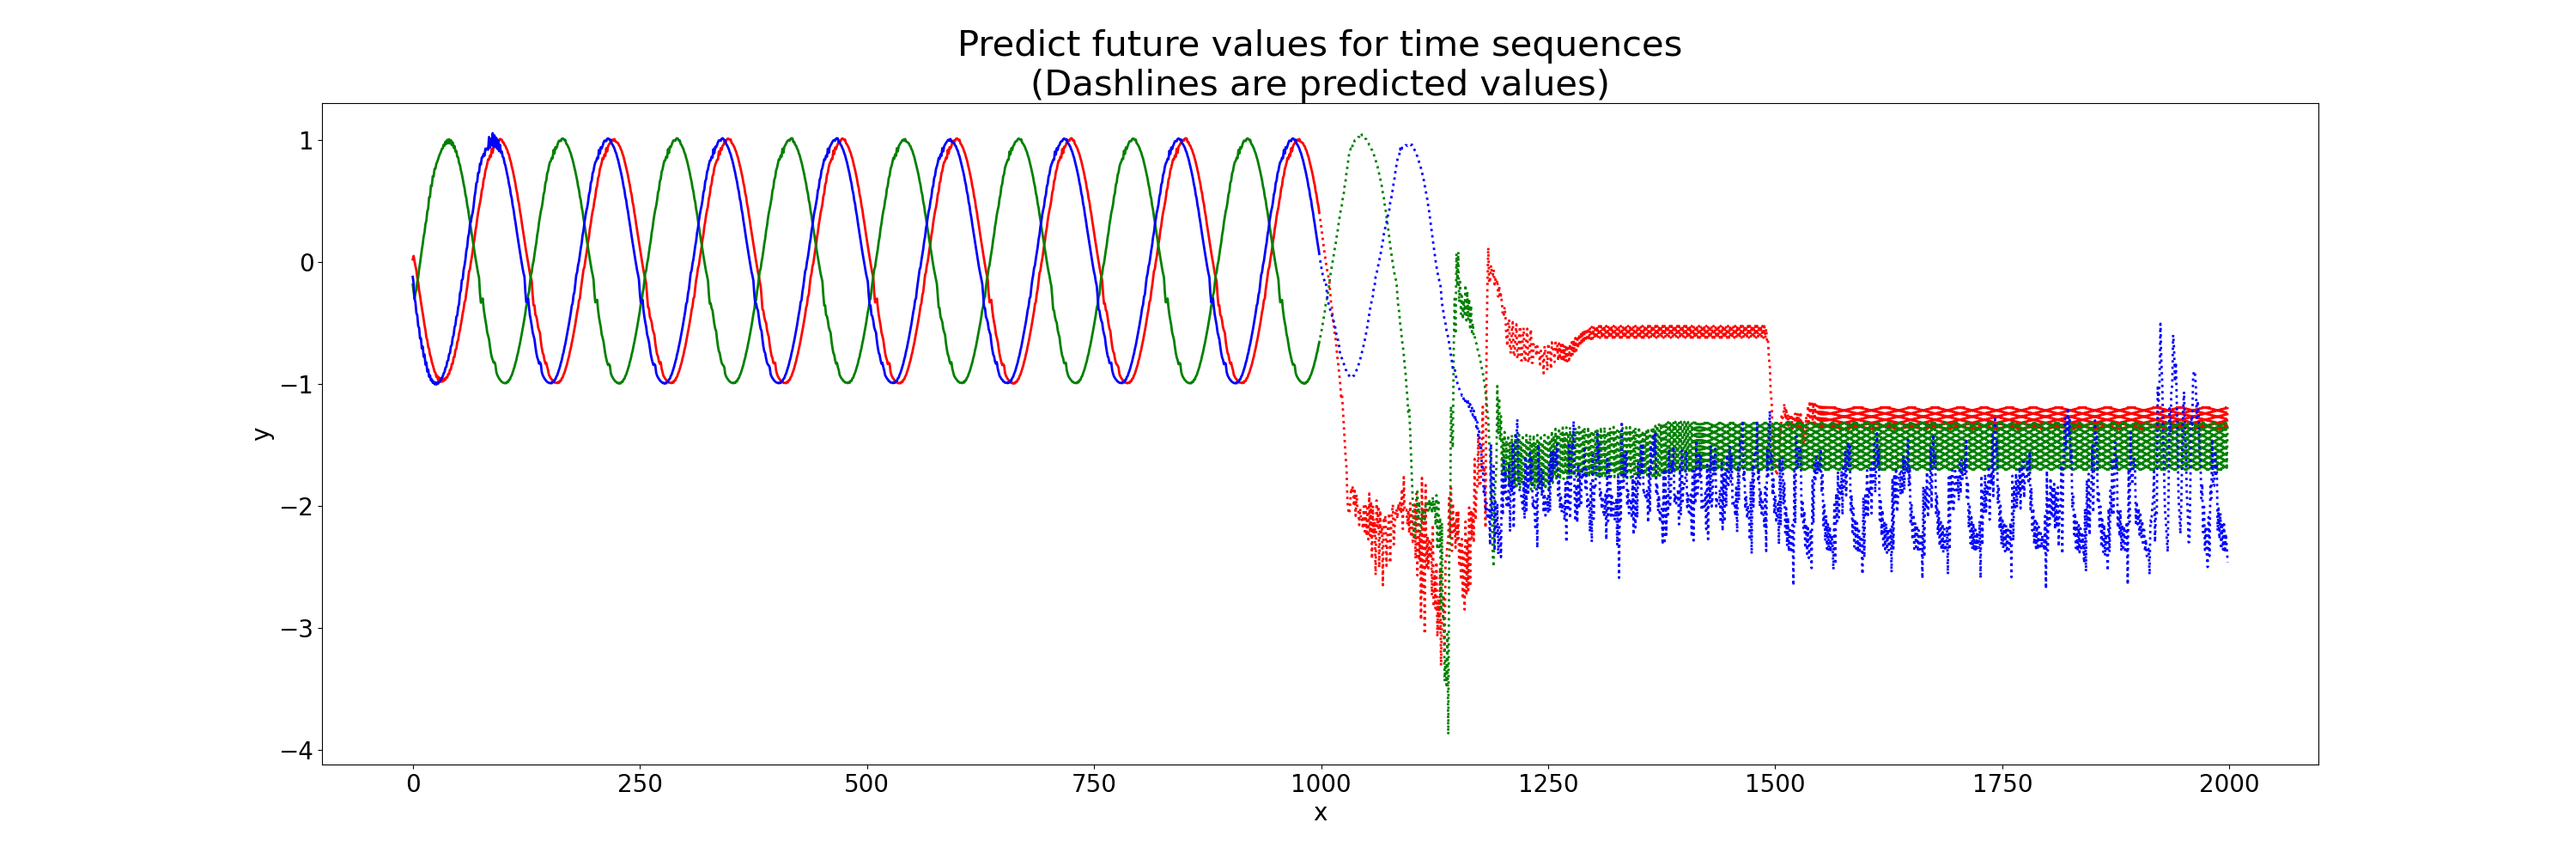 Predict future values for time sequences
(Dashlines are predicted values)
1
0
−1
−2
−3
−4
y
0 250 500 750 1000 1250 1500 1750 2000
x